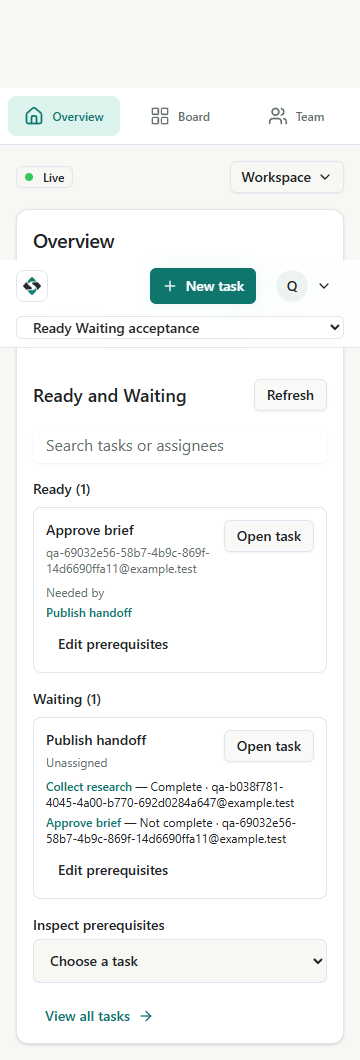 Overview
Board
Team
Live
Workspace
Overview
New task
Q
Ready Waiting acceptance
Ready and Waiting
Refresh
Search tasks or assignees
Ready (1)
Approve brief
Open task
qa-69032e56-58b7-4b9c-869f-
14d6690ffa11@example.test
Needed by
Publish handoff
Edit prerequisites
Waiting (1)
Publish handoff
Open task
Unassigned
Collect research — Complete · qa-b038f781-
4045-4a00-b770-692d0284a647@example.test
Approve brief — Not complete · qa-69032e56-
58b7-4b9c-869f-14d6690ffa11@example.test
Edit prerequisites
Inspect prerequisites
Choose a task
View all tasks